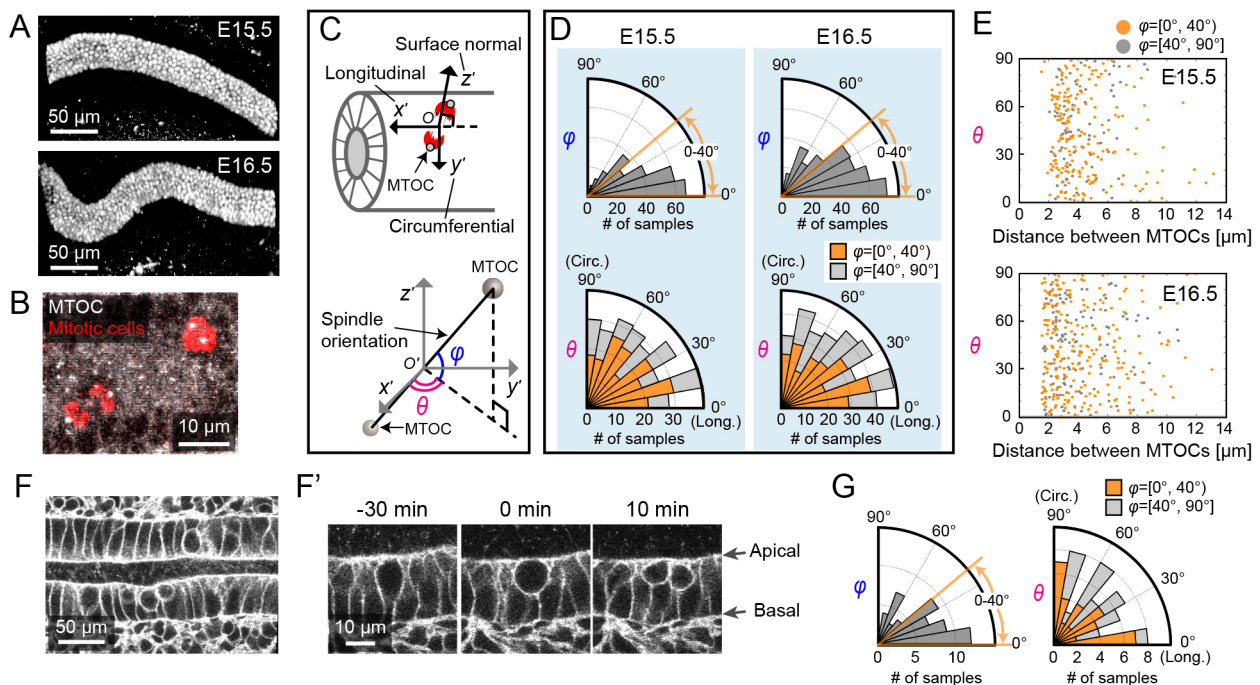 A
E15.5
50 µm
E16.5
50 µm
B
MTOC
Mitotic cells
10 µm
C
Surface normal
z'
Longitudinal
x'
O'
y'
MTOC
Circumferential
MTOC
z'
Spindle
orientation
φ
O'
x'
y'
θ
MTOC
D
E15.5
E16.5
90°
60°
φ
0-40°
0°
0 20 40 60
# of samples
90°
60°
φ
0-40°
0°
0 20 40 60
# of samples
φ=[0°, 40°)
φ=[40°, 90°]
(Circ.)
90°
60°
30°
θ
0°
0 10 20 30
(Long.)
# of samples
(Circ.)
90°
60°
30°
θ
0°
0 10 20 30 40
(Long.)
# of samples
E
φ=[0°, 40°)
φ=[40°, 90°]
E15.5
90
60
θ
30
0
0 2 4 6 8 10 12 14
Distance between MTOCs [µm]
E16.5
90
60
θ
30
0
0 2 4 6 8 10 12 14
Distance between MTOCs [µm]
F
50 µm
F’
-30 min
0 min
10 min
Apical
Basal
10 µm
G
90°
60°
φ
0-40°
0°
0 5 10
# of samples
φ=[0°, 40°)
φ=[40°, 90°]
(Circ.)
90°
60°
30°
θ
0°
0 2 4 6 8
(Long.)
# of samples